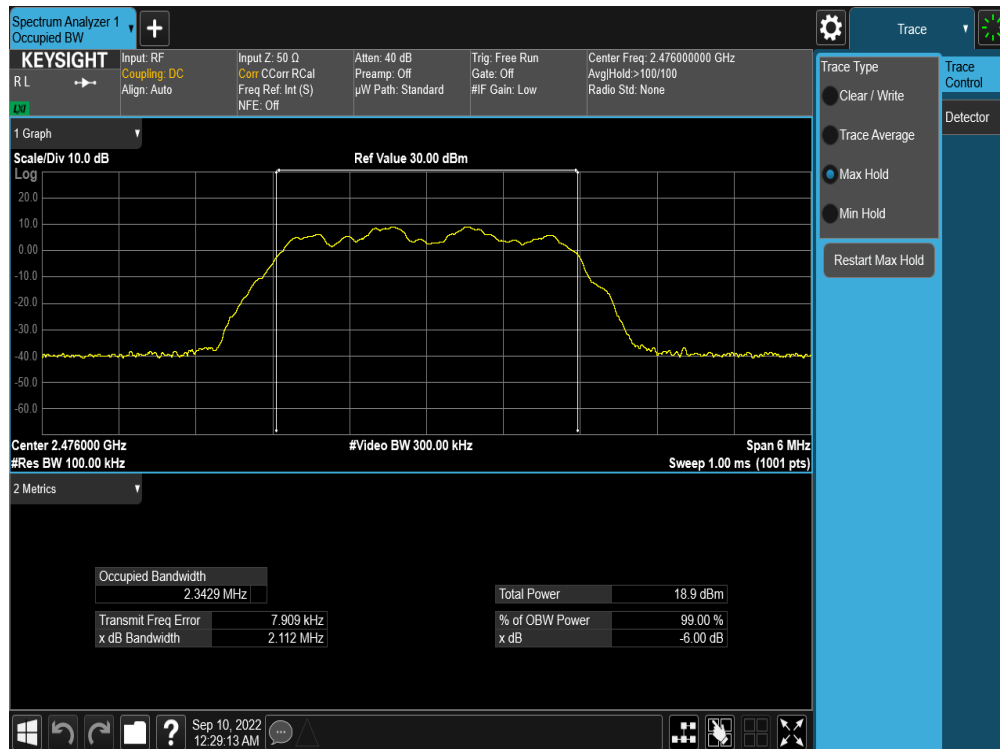 Spectrum Analyzer 1
Occupied BW
Trace
KEYSIGHT
R L
LXI
Input: RF
Coupling: DC
Align: Auto
Input Z: 50 Ω
Corr CCorr RCal
Freq Ref: Int (S)
NFE: Off
Atten: 40 dB
Preamp: Off
µW Path: Standard
Trig: Free Run
Gate: Off
#IF Gain: Low
Center Freq: 2.476000000 GHz
Avg|Hold:>100/100
Radio Std: None
Trace Type
Clear / Write
Trace Average
Max Hold
Min Hold
Restart Max Hold
Trace
Control
Detector
1 Graph
Scale/Div 10.0 dB
Ref Value 30.00 dBm
Log
20.0
10.0
0.00
-10.0
-20.0
-30.0
-40.0
-50.0
-60.0
Center 2.476000 GHz
#Video BW 300.00 kHz
Span 6 MHz
#Res BW 100.00 kHz
Sweep 1.00 ms (1001 pts)
2 Metrics
Occupied Bandwidth
2.3429 MHz
Total Power 18.9 dBm
Transmit Freq Error 7.909 kHz
% of OBW Power 99.00 %
x dB Bandwidth 2.112 MHz
x dB -6.00 dB
Sep 10, 2022
12:29:13 AM